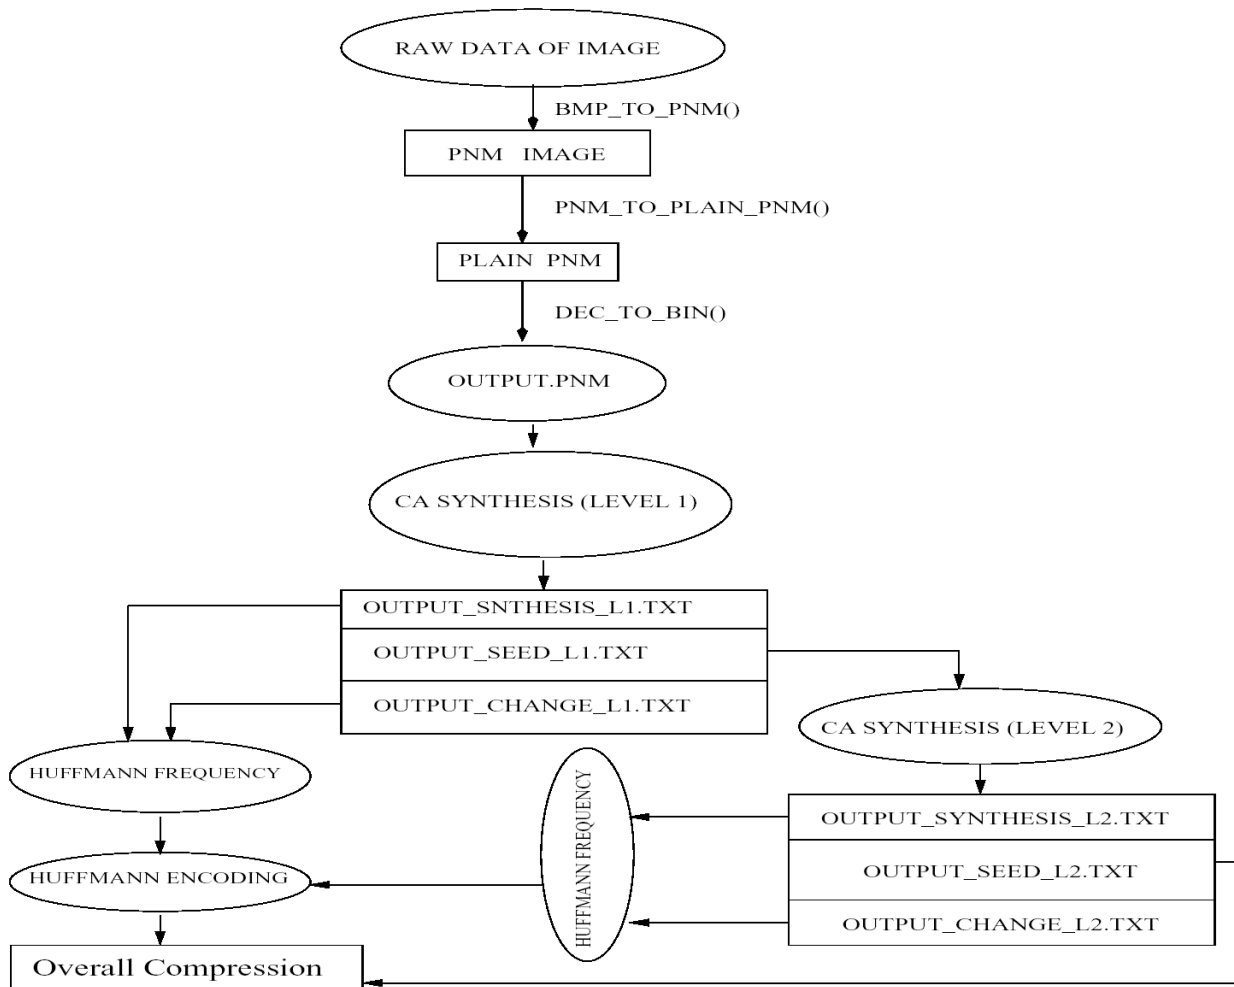 RAW DATA OF IMAGE
BMP_TO_PNM()
PNM IMAGE
PNM_TO_PLAIN_PNM()
PLAIN PNM
DEC_TO_BIN()
OUTPUT.PNM
CA SYNTHESIS (LEVEL 1)
OUTPUT_SNTHESIS_L1.TXT
OUTPUT_SEED_L1.TXT
OUTPUT_CHANGE_L1.TXT
CA SYNTHESIS (LEVEL 2)
HUFFMANN FREQUENCY
HUFFMANN FREQUENCY
OUTPUT_SYNTHESIS_L2.TXT
OUTPUT_SEED_L2.TXT
OUTPUT_CHANGE_L2.TXT
HUFFMANN ENCODING
Overall Compression